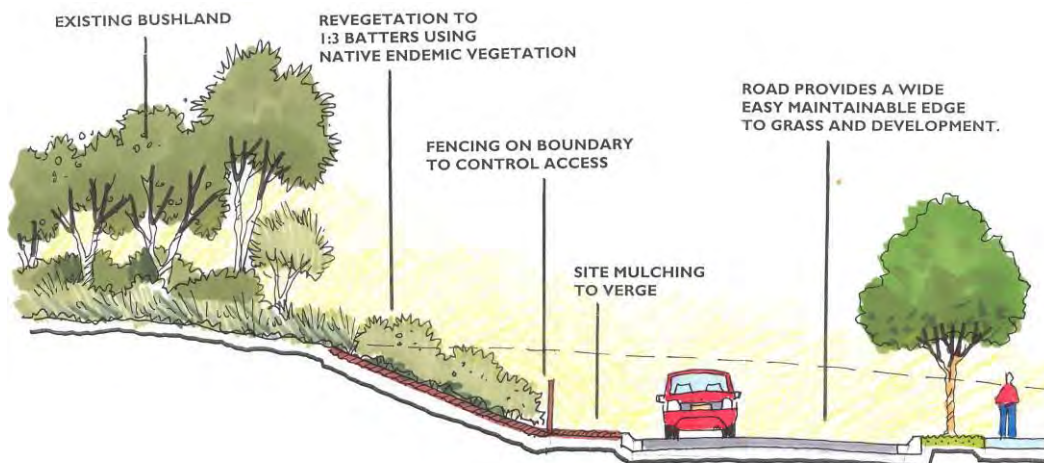 EXISTING BUSHLAND
REVEGETATION TO
1:3 BATTERS USING
NATIVE ENDEMIC VEGETATION
FENCING ON BOUNDARY
TO CONTROL ACCESS
SITE MULCHING
TO VERGE
ROAD PROVIDES A WIDE
EASY MAINTAINABLE EDGE
TO GRASS AND DEVELOPMENT.